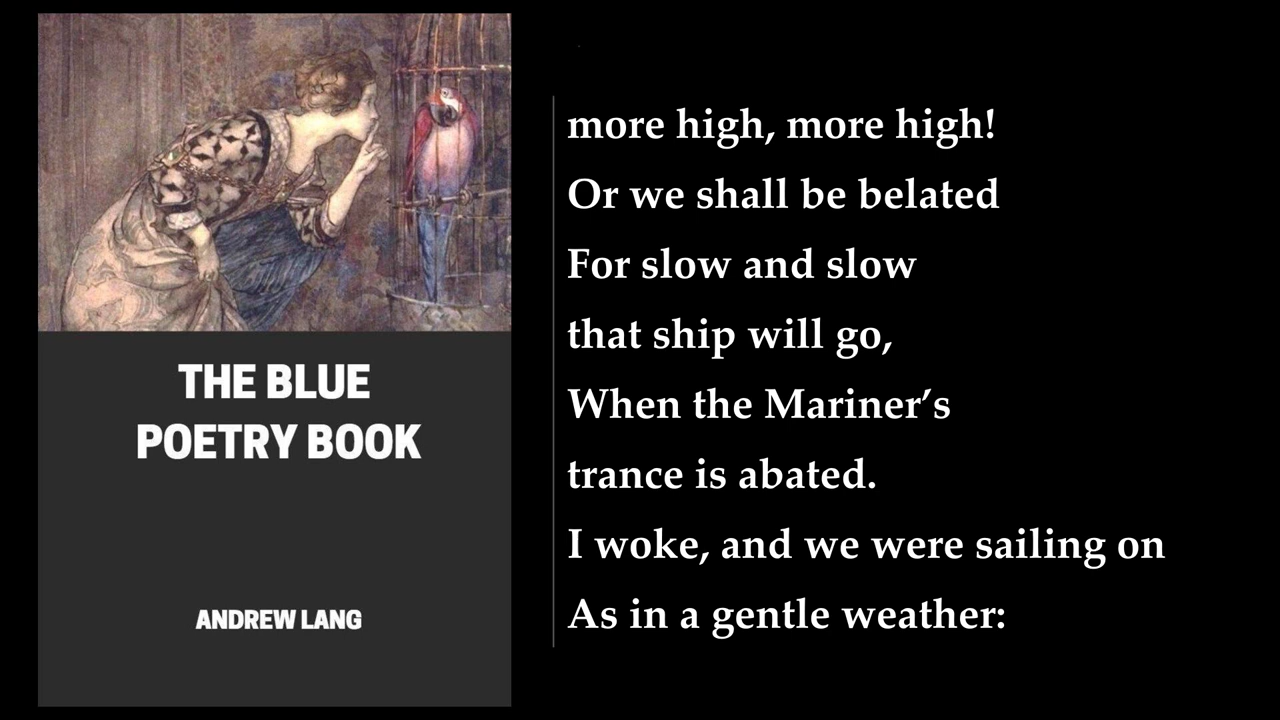 THE BLUE
POETRY BOOK
ANDREW LANG
more high, more high!
Or we shall be belated
For slow and slow
that ship will go,
When the Mariner’s
trance is abated.
I woke, and we were sailing on
As in a gentle weather: